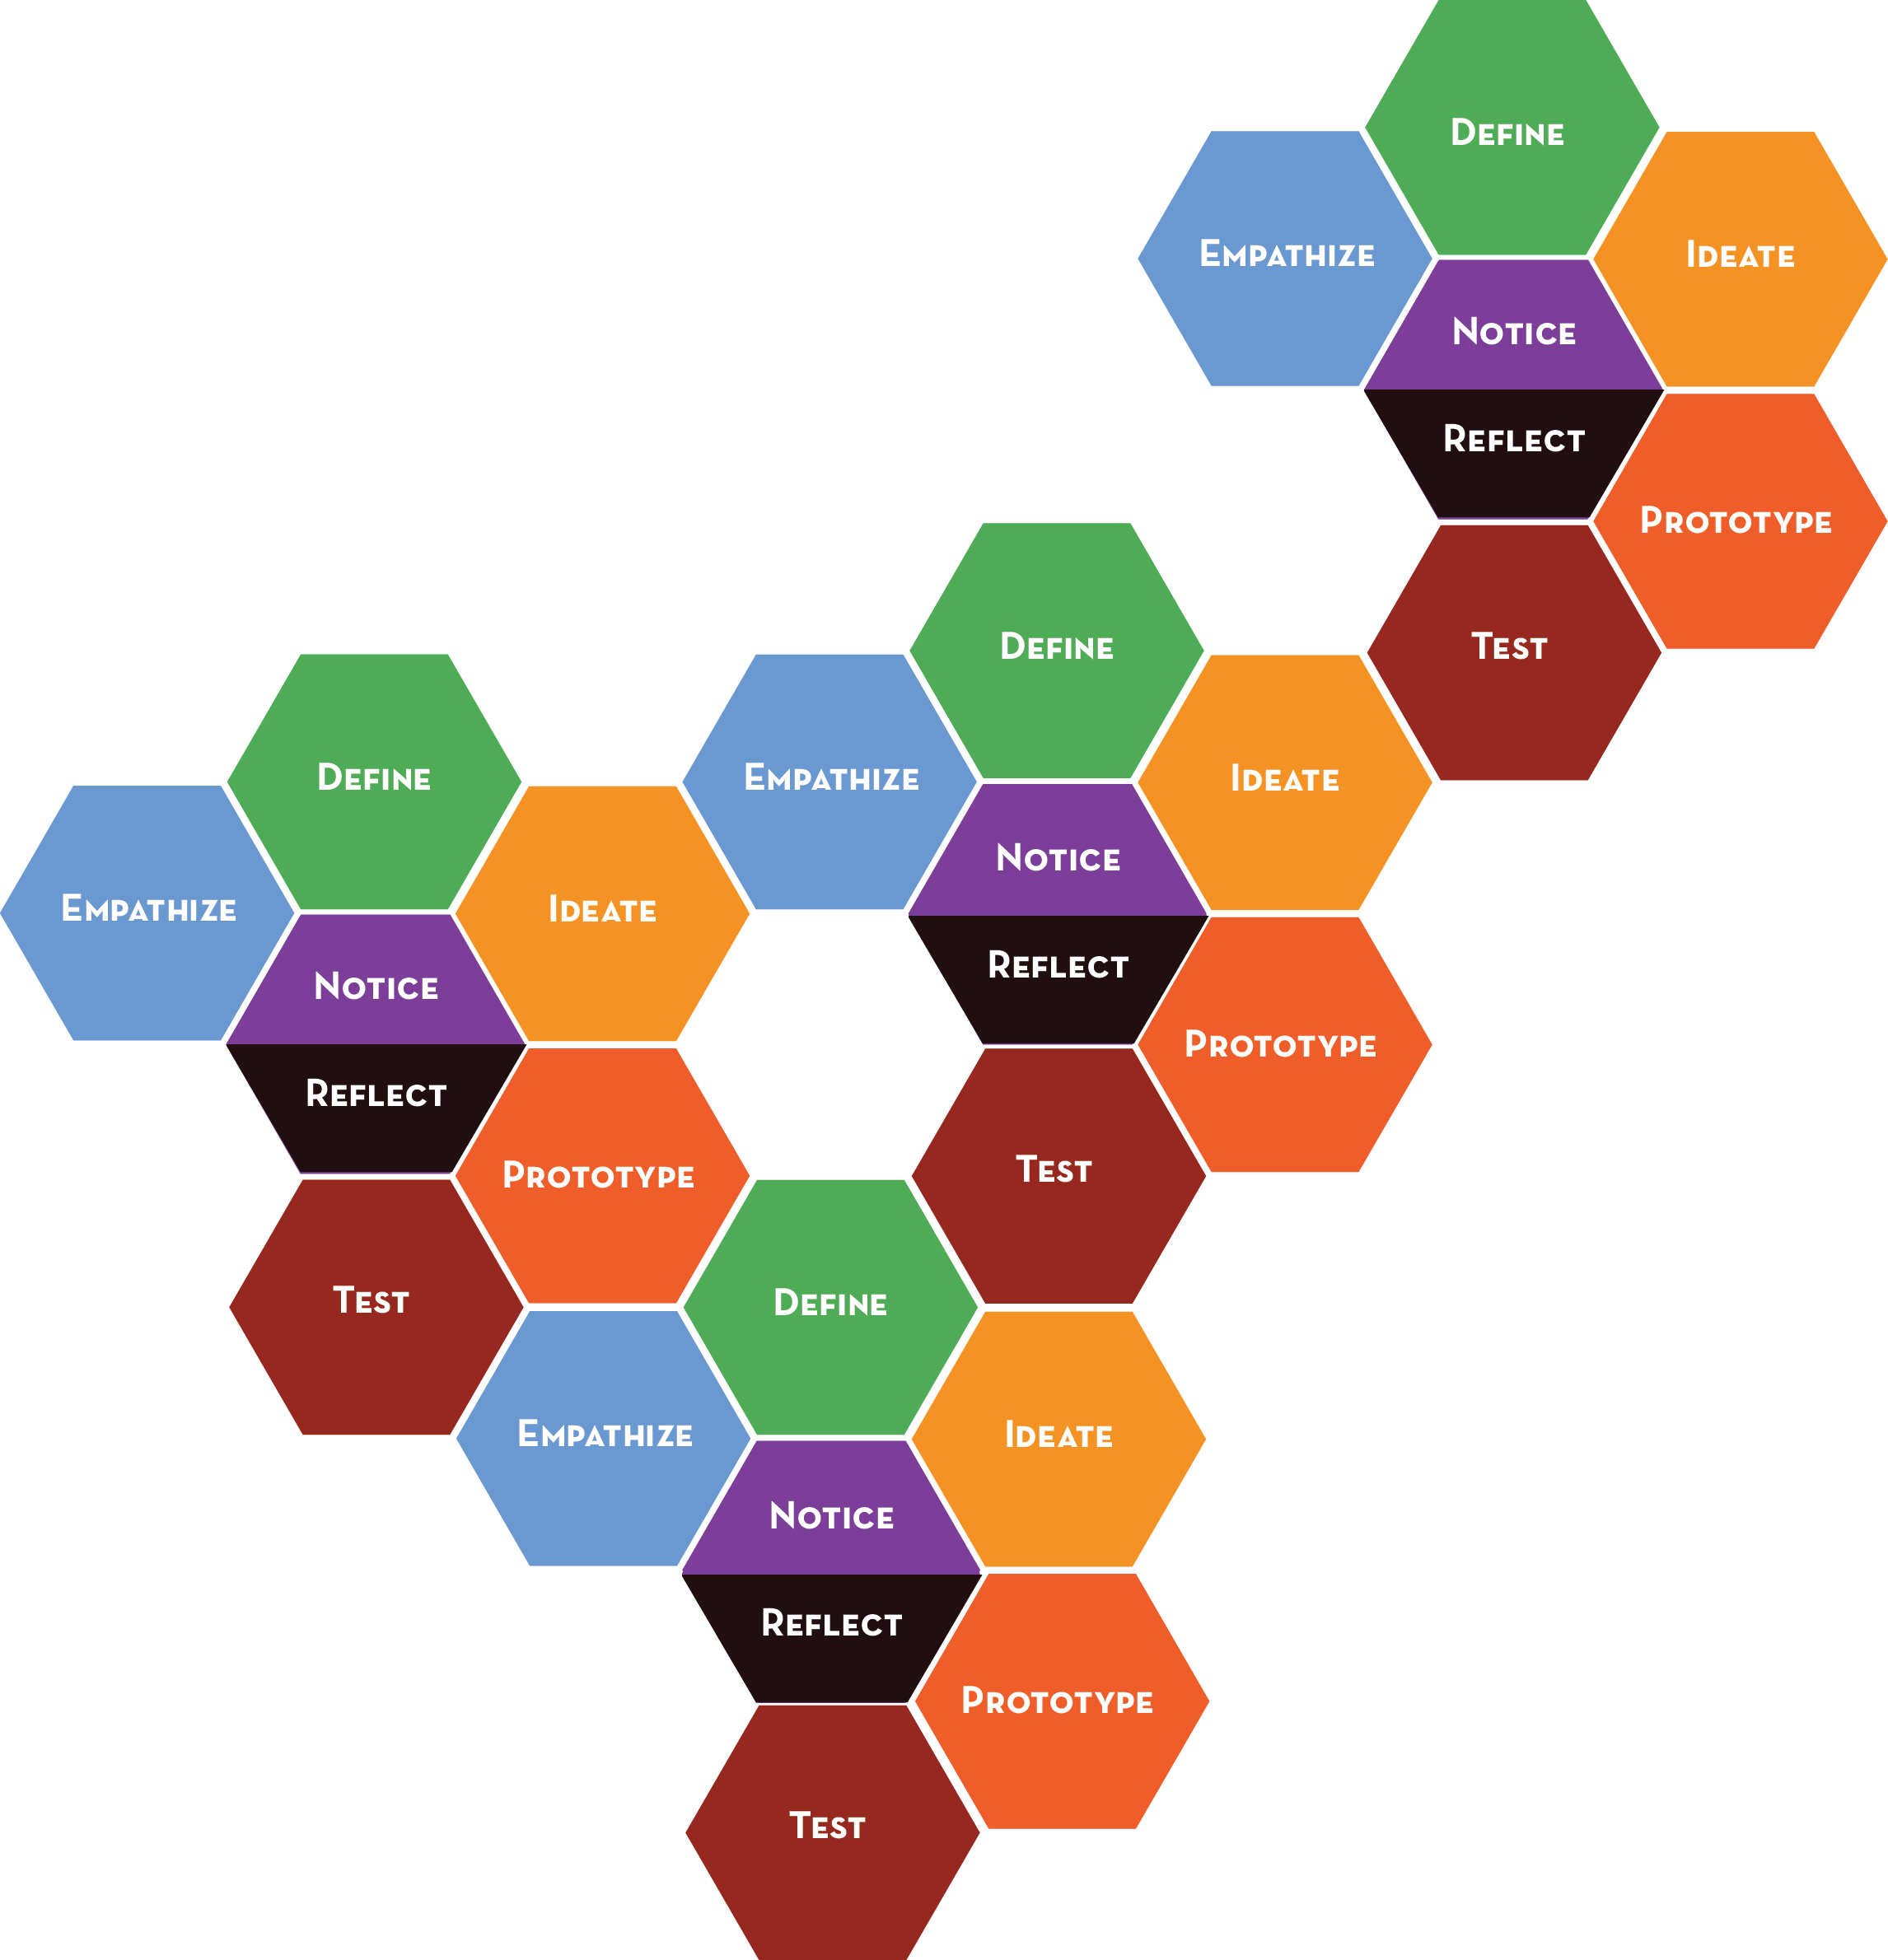 Define
Empathize
Ideate
Notice
Reflect
Prototype
Test
Define
Empathize
Ideate
Notice
Reflect
Prototype
Test
Define
Empathize
Ideate
Notice
Reflect
Prototype
Test
Define
Empathize
Ideate
Notice
Reflect
Prototype
Test